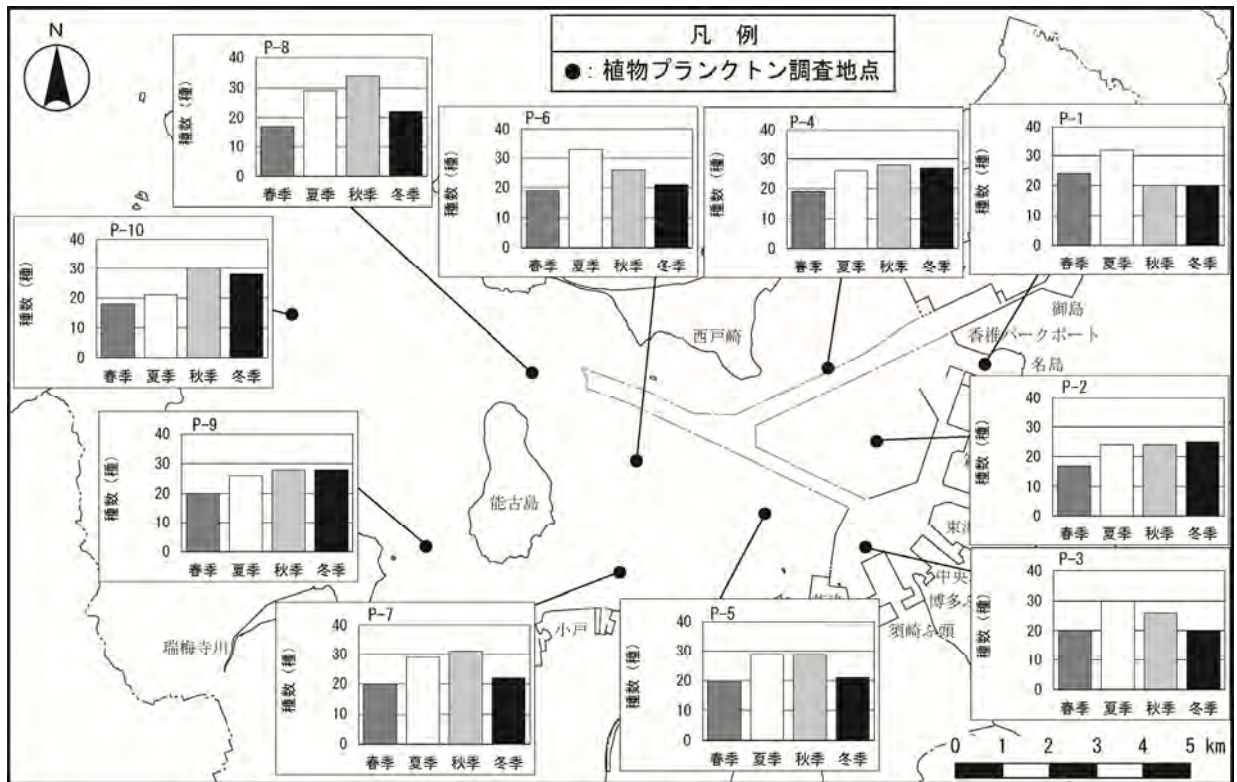 N
凡 例
●：植物プランクトン調査地点
P-8
種数（種）
40
30
20
10
0
春季 夏季 秋季 冬季
P-6
種数（種）
40
30
20
10
0
春季 夏季 秋季 冬季
P-4
種数（種）
40
30
20
10
0
春季 夏季 秋季 冬季
P-1
種数（種）
40
30
20
10
0
春季 夏季 秋季 冬季
P-10
種数（種）
40
30
20
10
0
春季 夏季 秋季 冬季
西戸崎
御島
香椎パークポート
名島
P-9
種数（種）
40
30
20
10
0
春季 夏季 秋季 冬季
能古島
P-2
種数（種）
40
30
20
10
0
春季 夏季 秋季 冬季
P-7
種数（種）
40
30
20
10
0
春季 夏季 秋季 冬季
瑞梅寺川
小戸
P-5
種数（種）
40
30
20
10
0
春季 夏季 秋季 冬季
中央
博多ふ
須崎ふ頭
P-3
種数（種）
40
30
20
10
0
春季 夏季 秋季 冬季
0 1 2 3 4 5 km